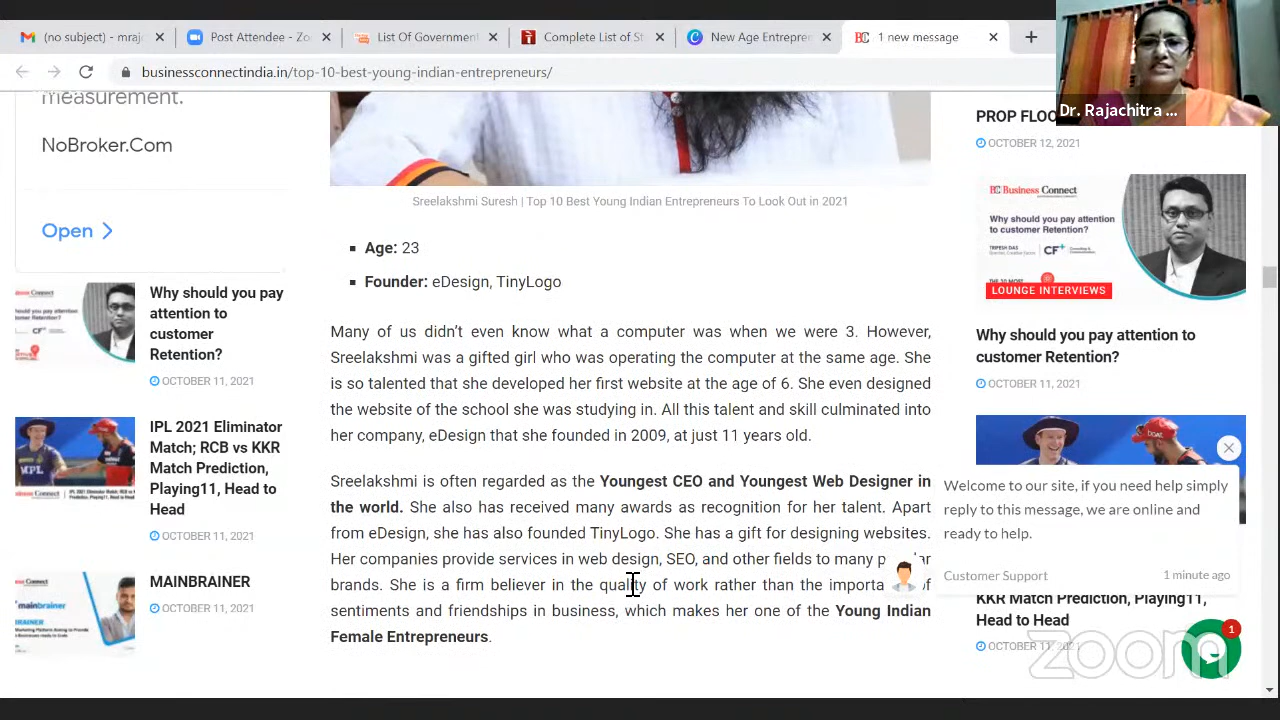 (no subject) - mraj
Post Attendee - Zo
List Of Government
Complete List of St
New Age Entrepren
1 new message
businessconnectindia.in/top-10-best-young-indian-entrepreneurs/
Dr. Rajachitra ...
measurement.
NoBroker.Com
Open
Why should you pay
attention to
customer
Retention?
OCTOBER 11, 2021
IPL 2021 Eliminator
Match; RCB vs KKR
Match Prediction,
Playing11, Head to
Head
OCTOBER 11, 2021
MAINBRAINER
OCTOBER 11, 2021
Sreelakshmi Suresh | Top 10 Best Young Indian Entrepreneurs To Look Out in 2021
Age: 23
Founder: eDesign, TinyLogo
Many of us didn't even know what a computer was when we were 3. However,
Sreelakshmi was a gifted girl who was operating the computer at the same age. She
is so talented that she developed her first website at the age of 6. She even designed
the website of the school she was studying in. All this talent and skill culminated into
her company, eDesign that she founded in 2009, at just 11 years old.
Sreelakshmi is often regarded as the Youngest CEO and Youngest Web Designer in
the world. She also has received many awards as recognition for her talent. Apart
from eDesign, she has also founded TinyLogo. She has a gift for designing websites.
Her companies provide services in web design, SEO, and other fields to many
brands. She is a firm believer in the quality of work rather than the
sentiments and friendships in business, which makes her one of the Young Indian
Female Entrepreneurs.
PROP FLOO
OCTOBER 12, 2021
Business Connect
Why should you pay attention
to customer Retention?
TRIPESH DAS
CF+
LOUNGE INTERVIEWS
Why should you pay attention to
customer Retention?
OCTOBER 11, 2021
Welcome to our site, if you need help simply
reply to this message, we are online and
ready to help.
Customer Support
1 minute ago
KKR Match Prediction, Playing11,
Head to Head
OCTOBER 11, 2021
1
zoom